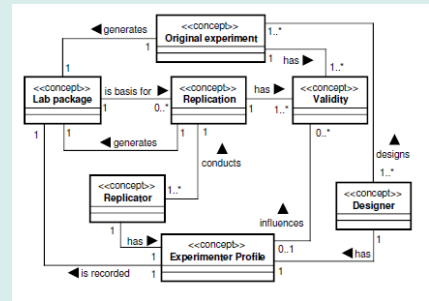 ◀ generates
<<concept>>
Original experiment
1..*
1
1
has ▶
1
1..*
<<concept>>
Lab package
is basis for ▶
1
0..*
<<concept>>
Replication
has ▶
1
1..*
<<concept>>
Validity
1
1
1
1
0..*
◀ generates
▲
conducts
▲
designs
<<concept>>
Replicator
1..*
1..*
<<concept>>
Designer
1
▲
influences
1
has ▶
1
<<concept>>
Experimenter Profile
0..1
◀ has
◀ is recorded
1
1